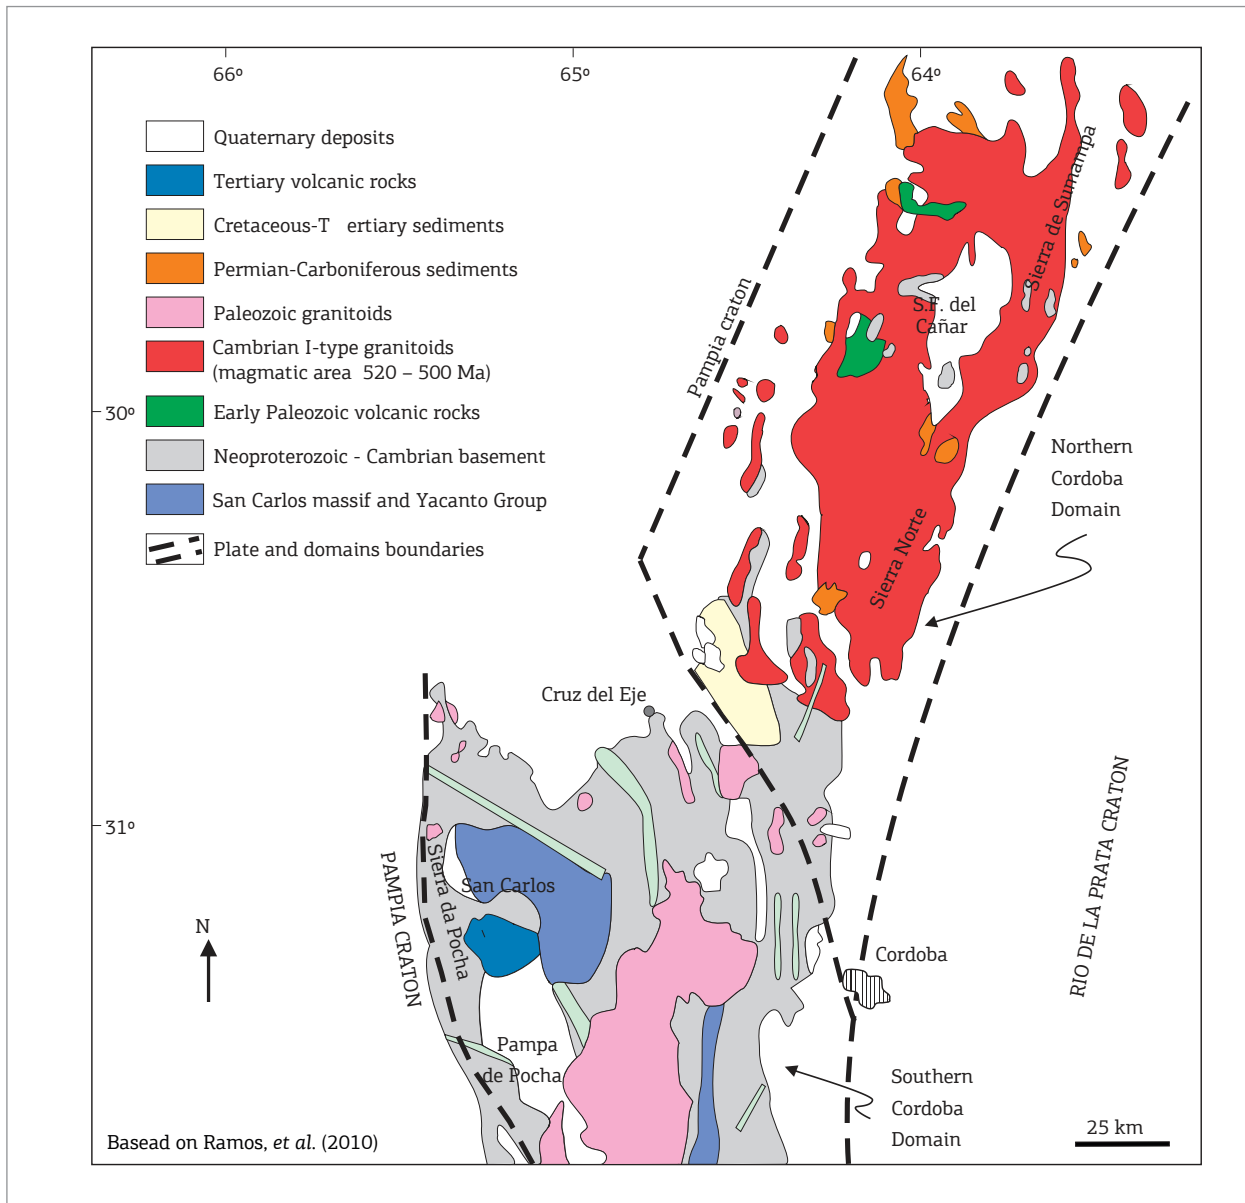 66º
65º
64º
Quaternary deposits
Tertiary volcanic rocks
Cretaceous-T ertiary sediments
Permian-Carboniferous sediments
Paleozoic granitoids
Cambrian I-type granitoids
(magmatic area 520 – 500 Ma)
Early Paleozoic volcanic rocks
Neoproterozoic - Cambrian basement
San Carlos massif and Yacanto Group
Plate and domains boundaries
Sierra de Sumampa
Pampia craton
S.F. del
Cañar
30º
Northern
Cordoba
Domain
Sierra Norte
Cruz del Eje
31º
PAMPIA CRATON
Sierra da Pocha
San Carlos
RIO DE LA PRATA CRATON
N
Cordoba
Pampa
de Pocha
Southern
Cordoba
Domain
25 km
Basead on Ramos, et al. (2010)